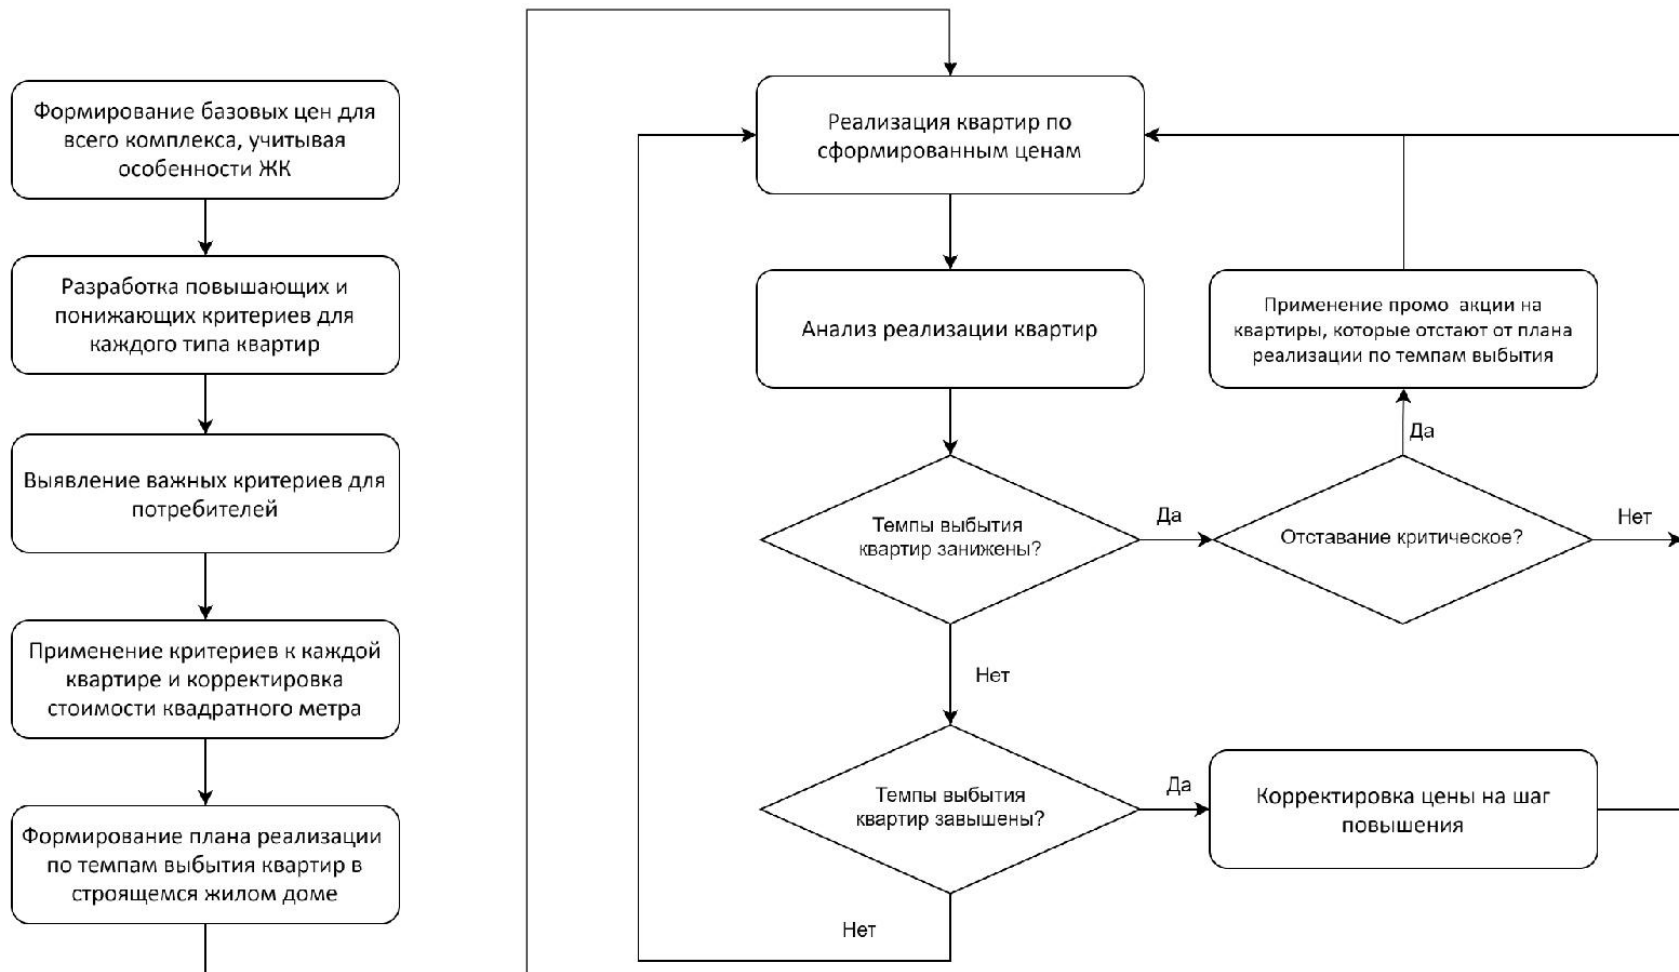 Формирование базовых цен для
всего комплекса, учитывая
особенности ЖК
Разработка повышающих и
понижающих критериев для
каждого типа квартир
Выявление важных критериев для
потребителей
Применение критериев к каждой
квартире и корректировка
стоимости квадратного метра
Формирование плана реализации
по темпам выбытия квартир в
строящемся жилом доме
Реализация квартир по
сформированным ценам
Анализ реализации квартир
Применение промо акции на
квартиры, которые отстают от плана
реализации по темпам выбытия
Да
Темпы выбытия
квартир занижены?
Да
Отставание критическое?
Нет
Нет
Темпы выбытия
квартир завышены?
Да
Корректировка цены на шаг
повышения
Нет